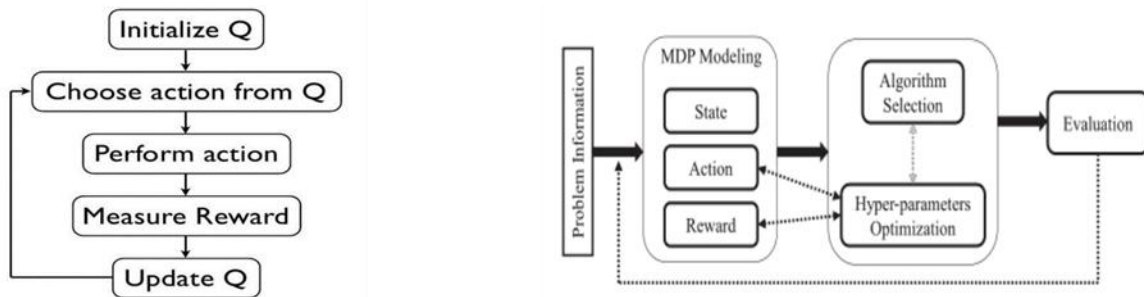 Initialize Q
Choose action from Q
Perform action
Measure Reward
Update Q
Problem Information
MDP Modeling
State
Action
Reward
Algorithm
Selection
Hyper-parameters
Optimization
Evaluation